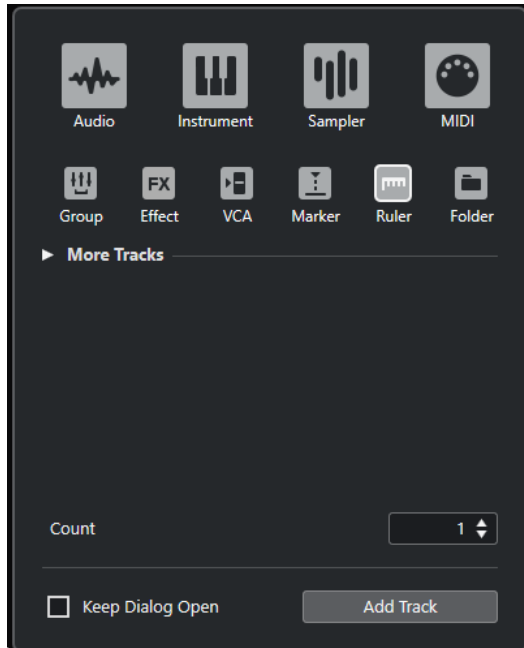 Audio Instrument Sampler MIDI
FX
Group Effect VCA Marker Ruler Folder
More Tracks
Count 1
Keep Dialog Open Add Track